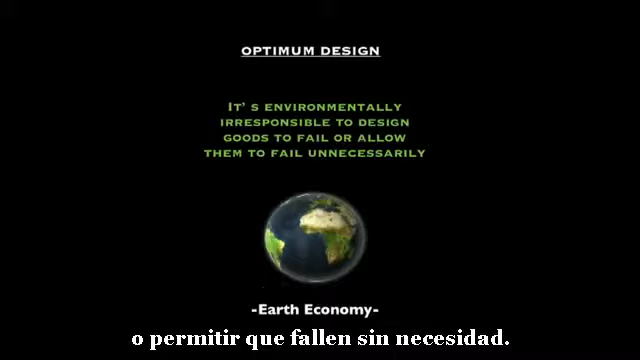 OPTIMUM DESIGN
IT' S ENVIRONMENTALLY
IRRESPONSIBLE TO DESIGN
GOODS TO FAIL OR ALLOW
THEM TO FAIL UNNECESSARILY
-Earth Economy-
o permitir que fallen sin necesidad.